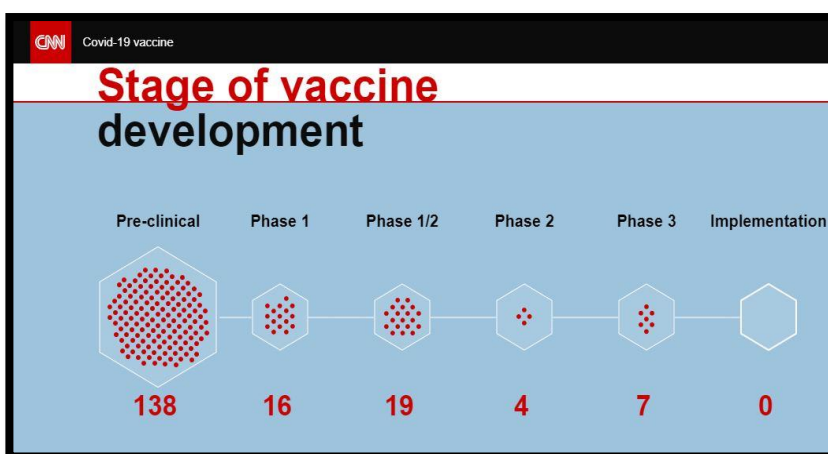 CNN Covid-19 vaccine
Stage of vaccine
development
Pre-clinical Phase 1 Phase 1/2 Phase 2 Phase 3 Implementation
138 16 19 4 7 0